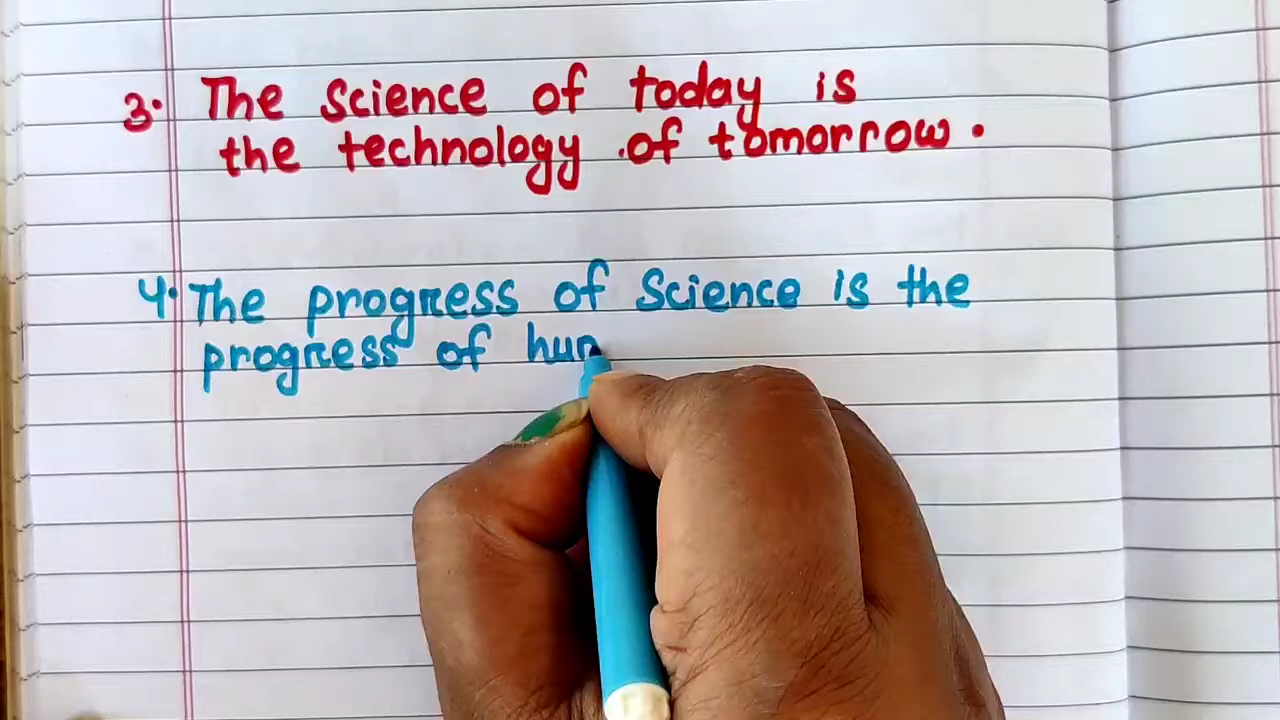 3. The Science of today is
the technology of tomorrow.
4. The progress of Science is the
progress of hum